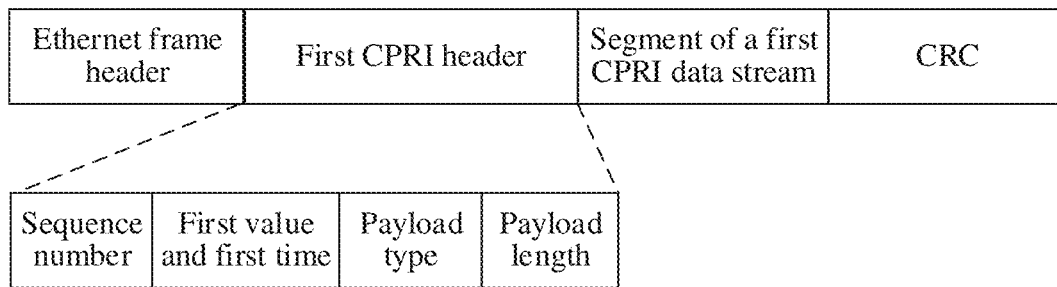 Ethernet frame
header
First CPRI header
Segment of a first
CPRI data stream
CRC
Sequence
number
First value
and first time
Payload
type
Payload
length